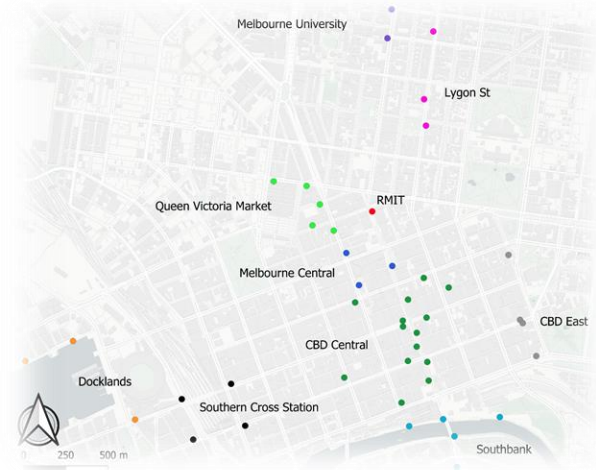 Melbourne University
Lygon St
RMIT
Queen Victoria Market
Melbourne Central
CBD East
CBD Central
Docklands
Southern Cross Station
Southbank
0 250 500 m